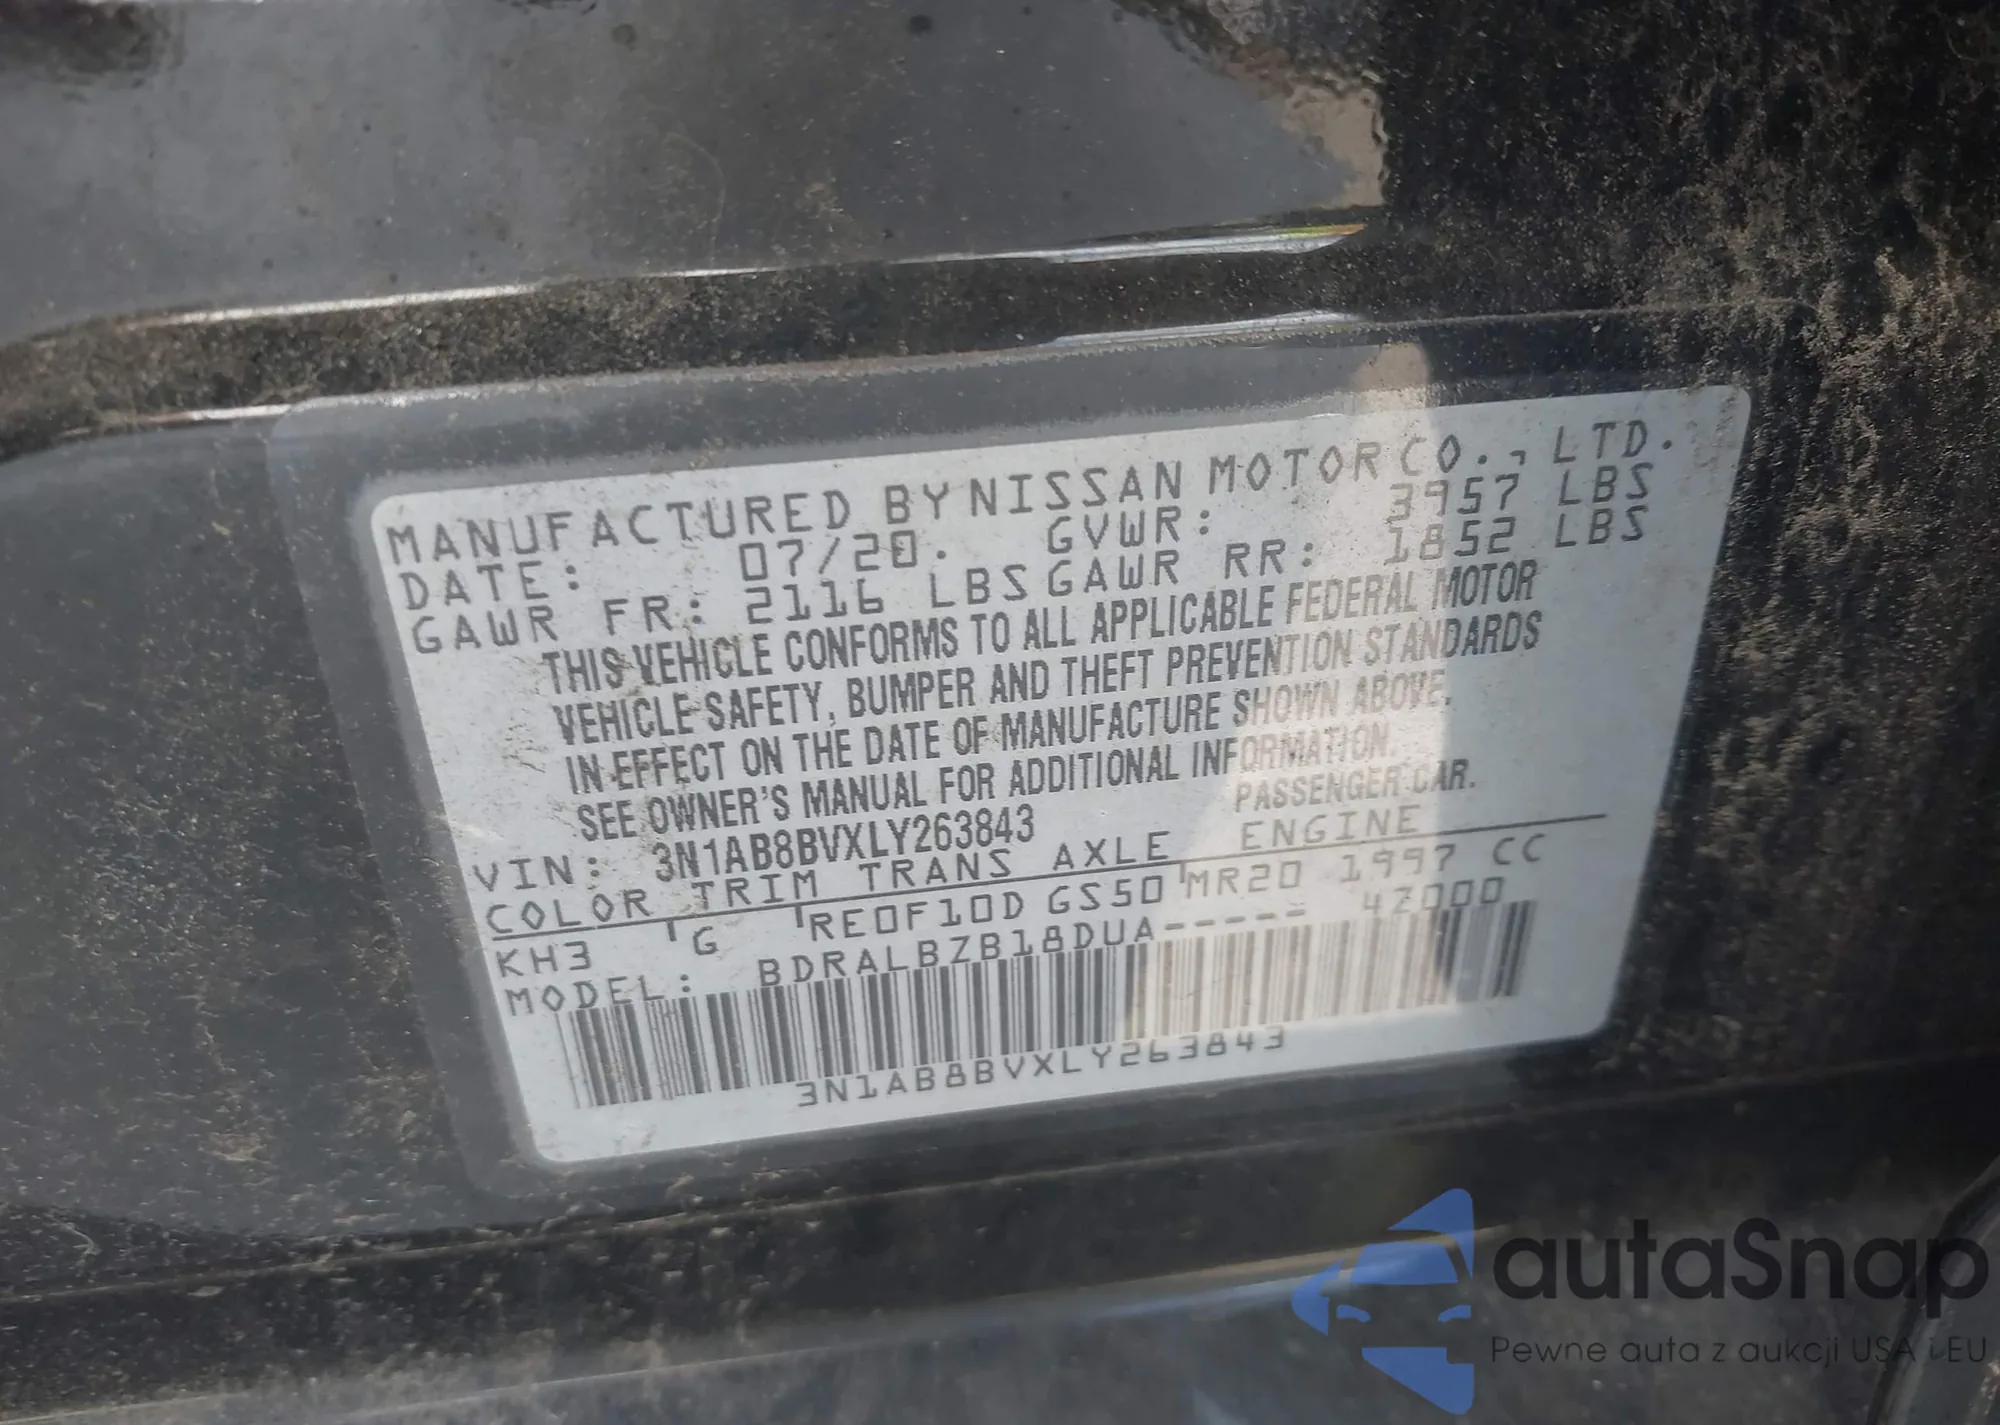 MANUFACTURED BY NISSAN MOTOR CO., LTD.
DATE: 07/20. GVWR: 3957 LBS
GAWR FR: 2116 LBS GAWR RR: 1852 LBS
THIS VEHICLE CONFORMS TO ALL APPLICABLE FEDERAL MOTOR
VEHICLE SAFETY, BUMPER AND THEFT PREVENTION STANDARDS
IN EFFECT ON THE DATE OF MANUFACTURE SHOWN ABOVE.
SEE OWNER'S MANUAL FOR ADDITIONAL INFORMATION.
VIN: 3N1AB8BVXLY263843 PASSENGER CAR.
COLOR TRIM TRANS AXLE ENGINE
KH3 G RE0F10D GS50 MR20 1997 CC
MODEL: BDRALBZB18DUA----- 4Z000
3N1AB8BVXLY263843
autaSnap
Pewne auta z aukcji USA i EU